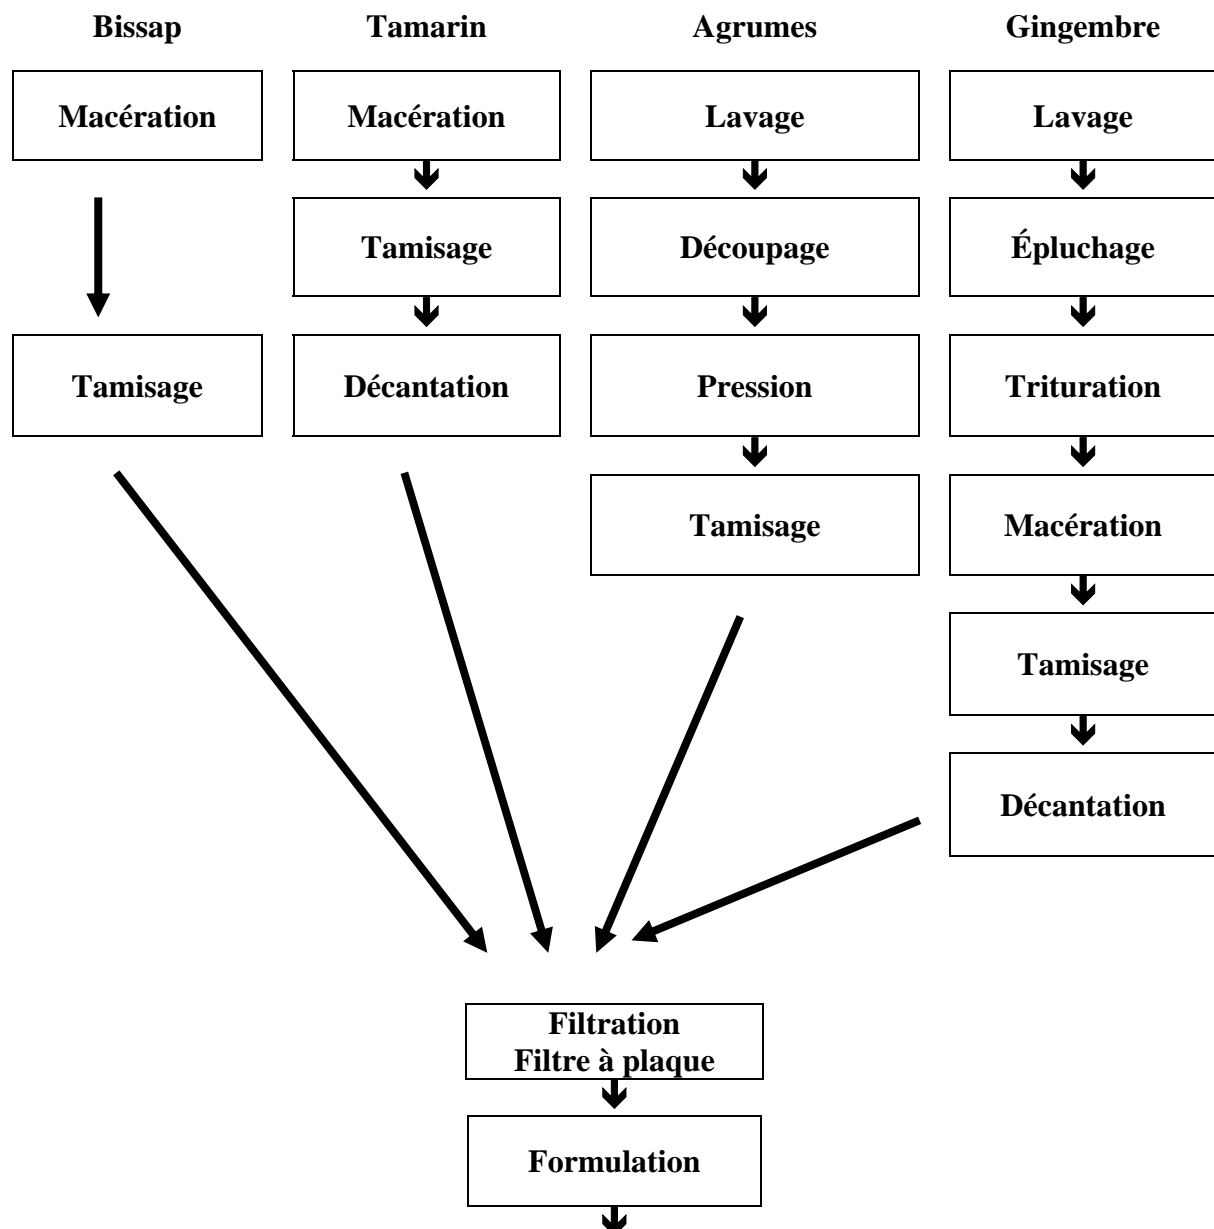 Bissap Tamarin Agrumes Gingembre
Macération Macération Lavage Lavage
Tamisage Découpage Épluchage
Tamisage Décantation Pression Trituration
Tamisage Macération
Tamisage
Décantation
Filtration
Filtre à plaque
Formulation